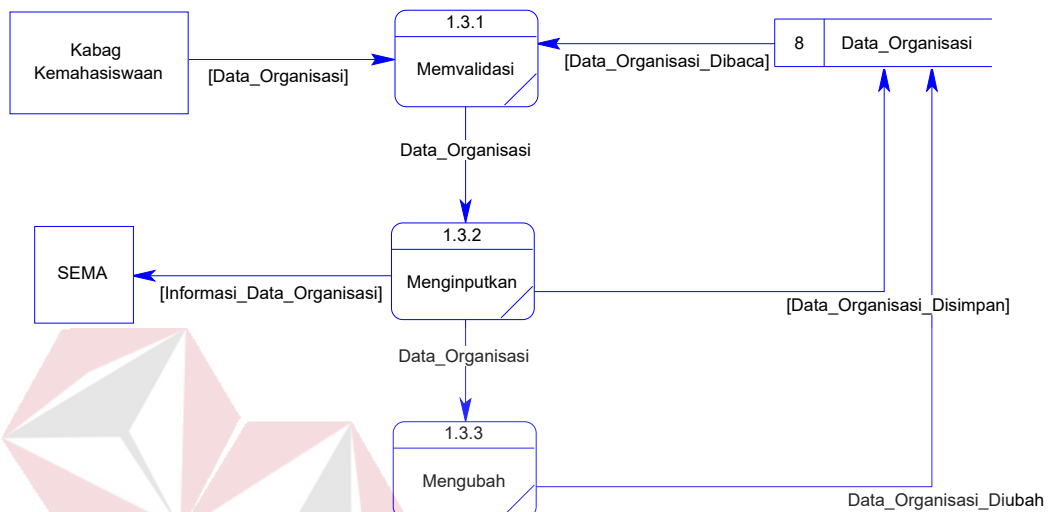 Kabag
Kemahasiswaan
[Data_Organisasi]
1.3.1
Memvalidasi
[Data_Organisasi_Dibaca]
8
Data_Organisasi
Data_Organisasi
SEMA
[Informasi_Data_Organisasi]
1.3.2
Menginputkan
[Data_Organisasi_Disimpan]
Data_Organisasi
1.3.3
Mengubah
Data_Organisasi_Diubah